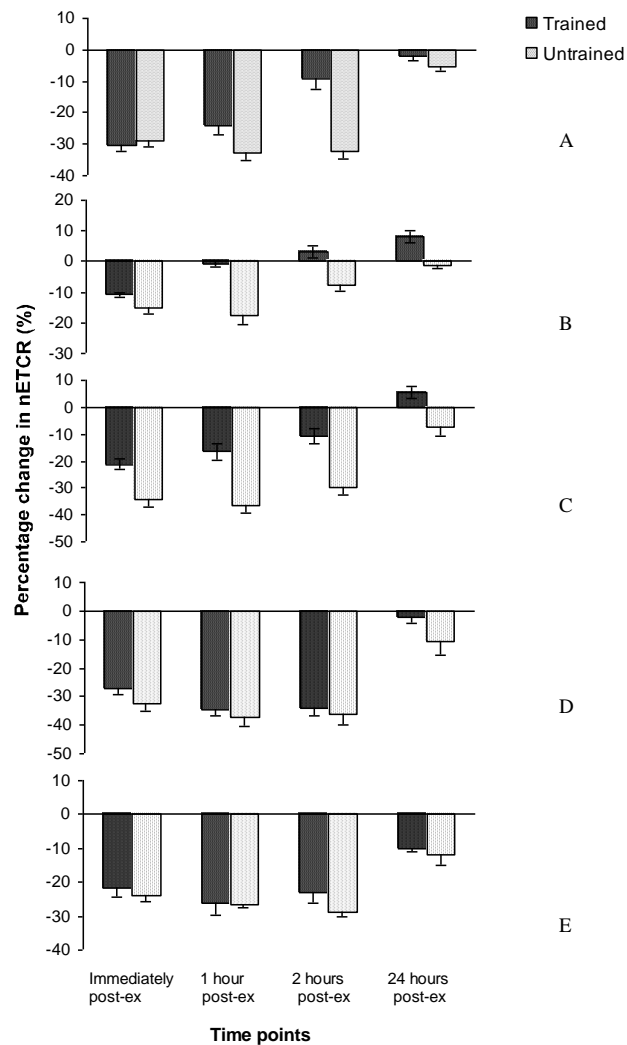 Trained
Untrained
Percentage change in nETCR (%)
10
0
-10
-20
-30
-40
A
20
10
0
-10
-20
-30
B
10
0
-10
-20
-30
-40
-50
C
10
0
-10
-20
-30
-40
-50
D
10
0
-10
-20
-30
-40
E
Immediately post-ex
1 hour post-ex
2 hours post-ex
24 hours post-ex
Time points